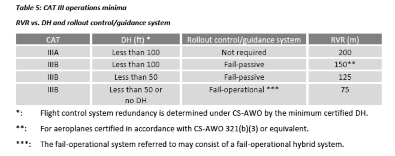 Table 5: CAT III operations minima
RVR vs. DH and rollout control/guidance system
CAT DH (ft) * Rollout control/guidance system RVR (m)
IIIA Less than 100 Not required 200
IIIB Less than 100 Fail-passive 150**
IIIB Less than 50 Fail-passive 125
IIIB Less than 50 or no DH Fail-operational *** 75
*: Flight control system redundancy is determined under CS-AWO by the minimum certified DH.
**: For aeroplanes certified in accordance with CS-AWO 321(b)(3) or equivalent.
***: The fail-operational system referred to may consist of a fail-operational hybrid system.